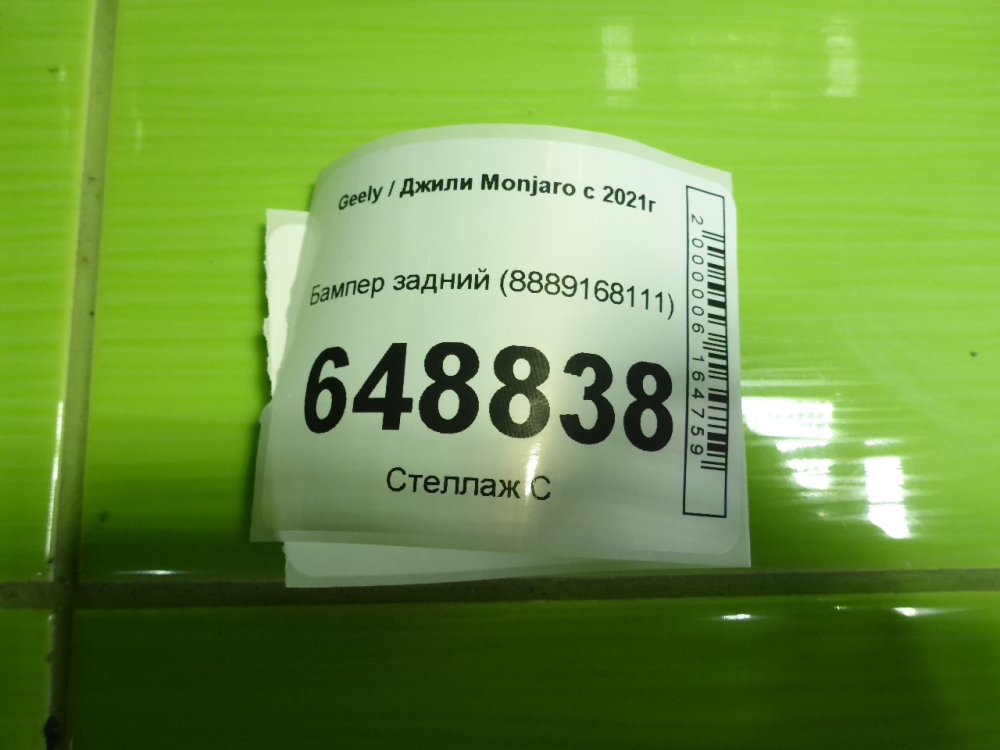 Geely / Джили Monjaro с 2021г
Бампер задний (8889168111)
648838
Стеллаж С
2000006164759